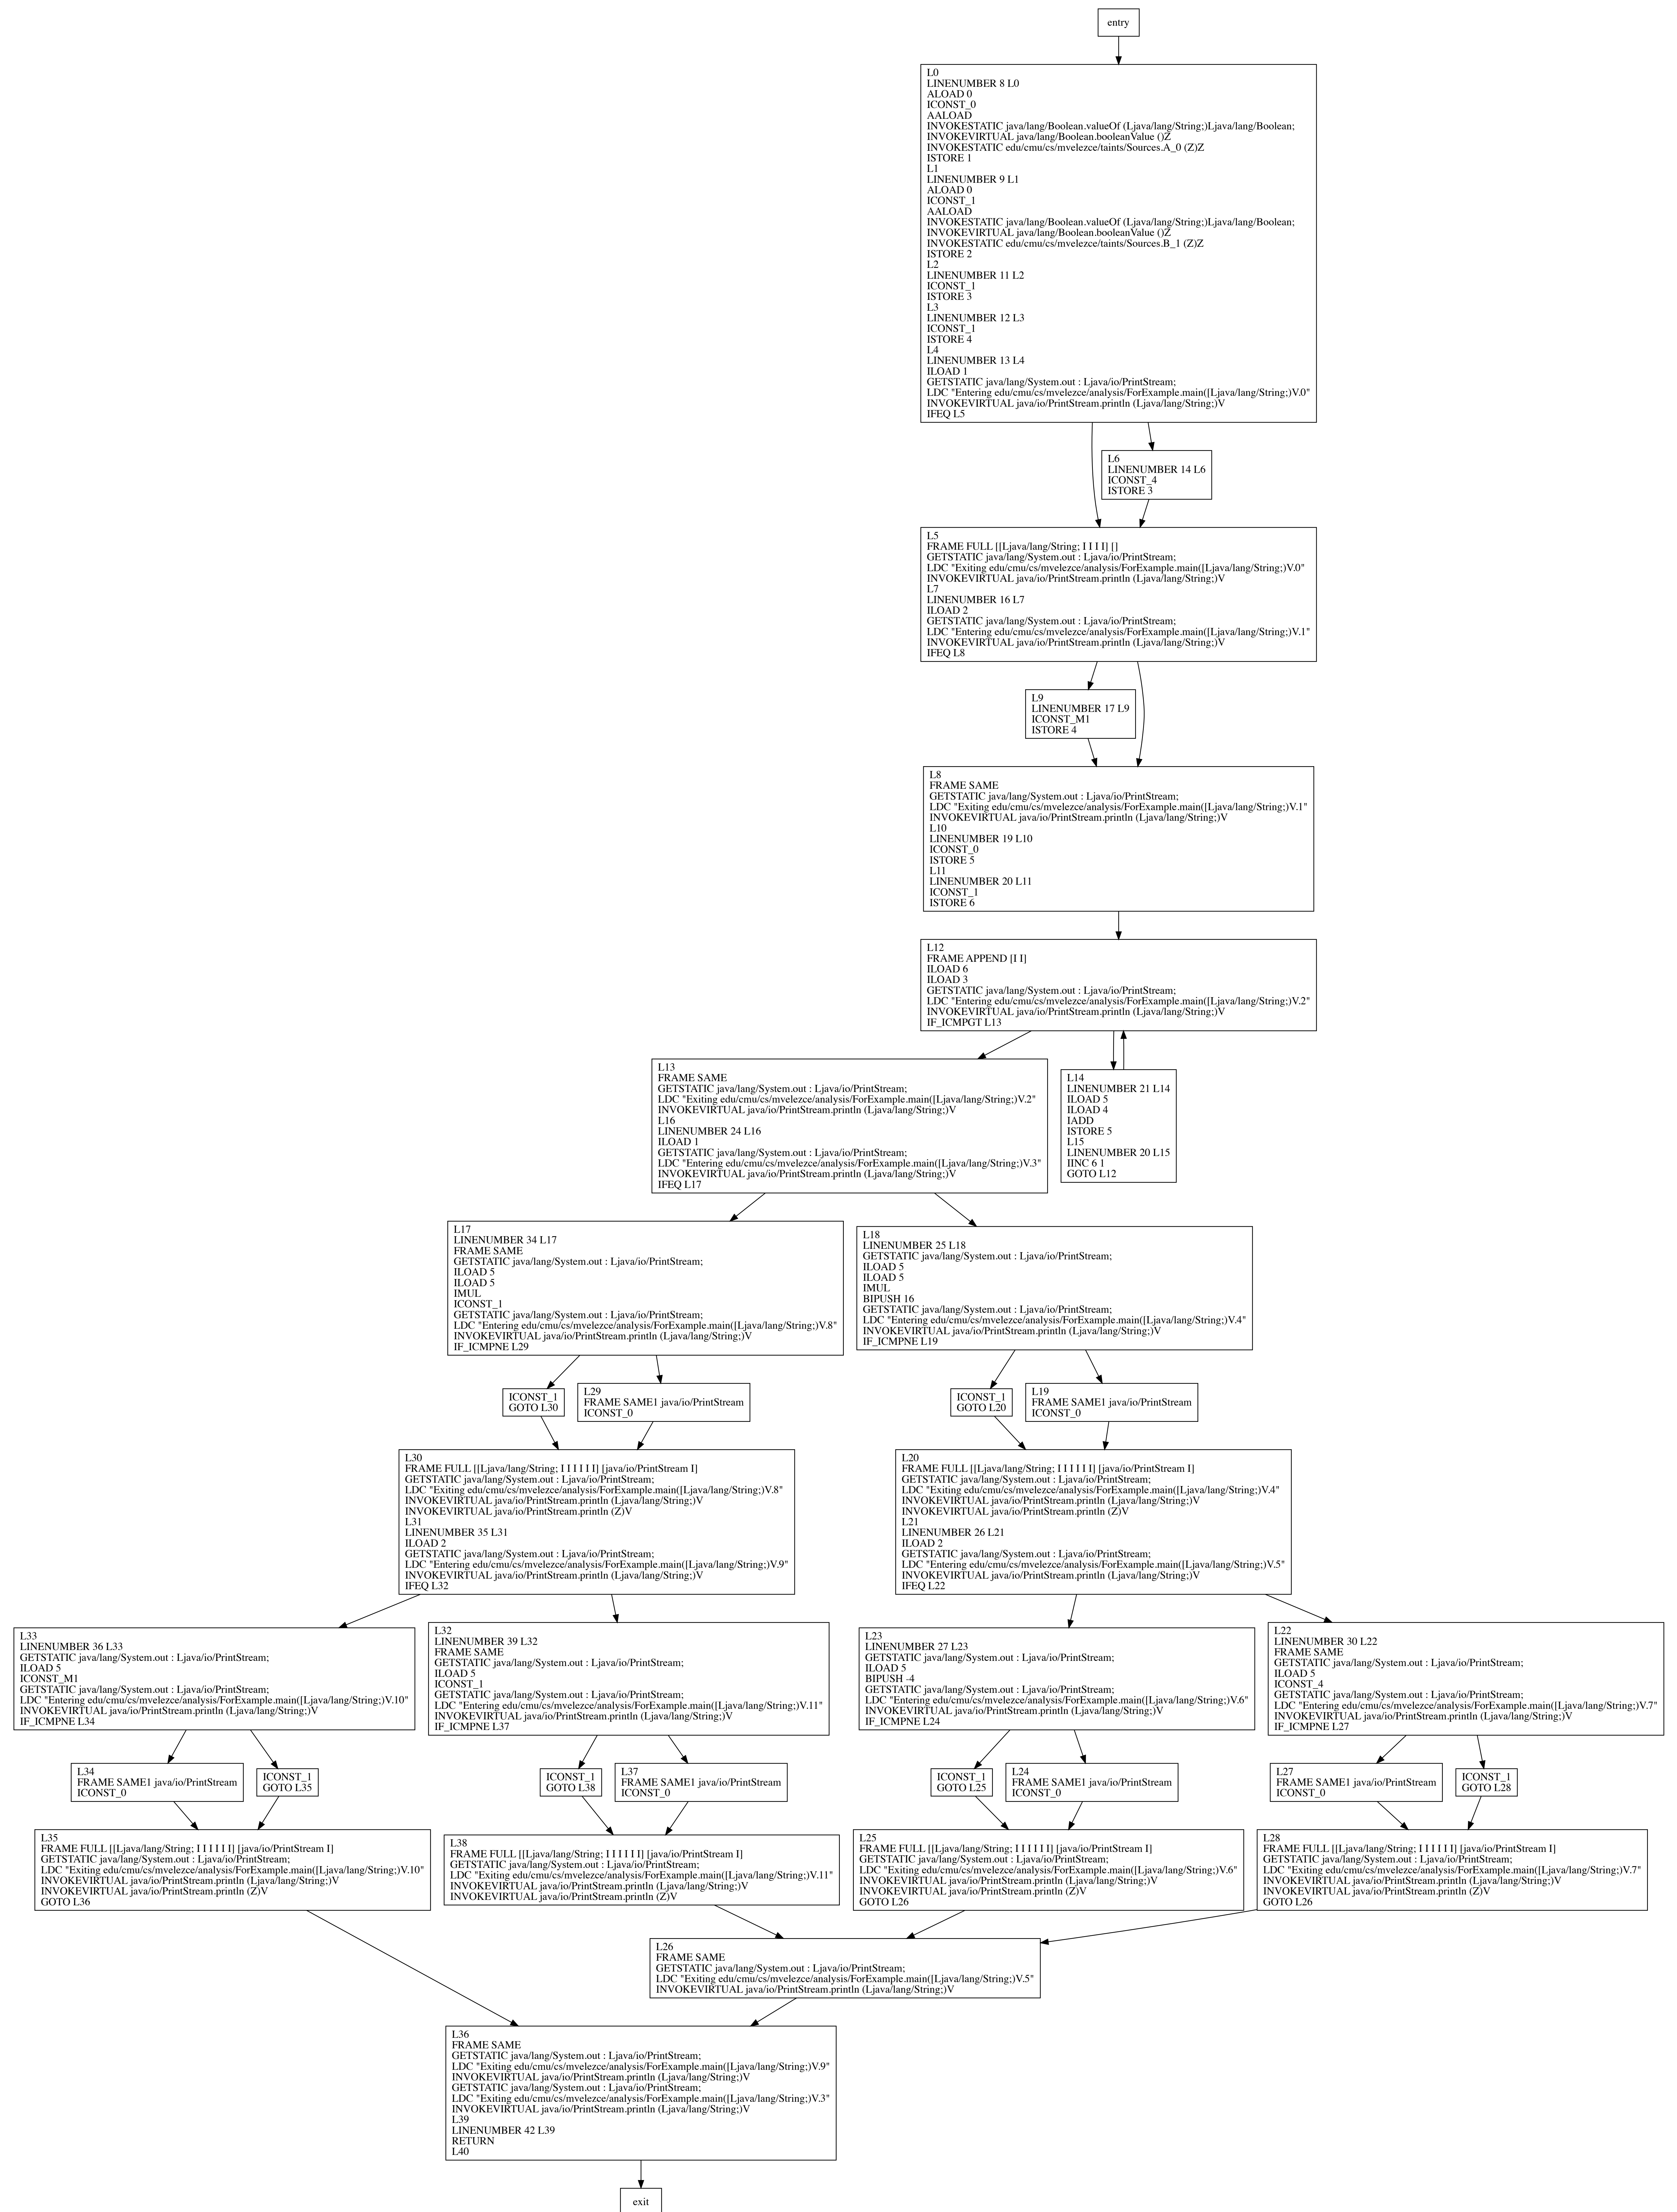 entry
L0
LINENUMBER 8 L0
ALOAD 0
ICONST_0
AALOAD
INVOKESTATIC java/lang/Boolean.valueOf (Ljava/lang/String;)Ljava/lang/Boolean;
INVOKEVIRTUAL java/lang/Boolean.booleanValue ()Z
INVOKESTATIC edu/cmu/cs/mvelezce/taints/Sources.A_0 (Z)Z
ISTORE 1
L1
LINENUMBER 9 L1
ALOAD 0
ICONST_1
AALOAD
INVOKESTATIC java/lang/Boolean.valueOf (Ljava/lang/String;)Ljava/lang/Boolean;
INVOKEVIRTUAL java/lang/Boolean.booleanValue ()Z
INVOKESTATIC edu/cmu/cs/mvelezce/taints/Sources.B_1 (Z)Z
ISTORE 2
L2
LINENUMBER 11 L2
ICONST_1
ISTORE 3
L3
LINENUMBER 12 L3
ICONST_1
ISTORE 4
L4
LINENUMBER 13 L4
ILOAD 1
GETSTATIC java/lang/System.out : Ljava/io/PrintStream;
LDC "Entering edu/cmu/cs/mvelezce/analysis/ForExample.main([Ljava/lang/String;)V.0"
INVOKEVIRTUAL java/io/PrintStream.println (Ljava/lang/String;)V
IFEQ L5
L6
LINENUMBER 14 L6
ICONST_4
ISTORE 3
L5
FRAME FULL [[Ljava/lang/String; I I I I] []
GETSTATIC java/lang/System.out : Ljava/io/PrintStream;
LDC "Exiting edu/cmu/cs/mvelezce/analysis/ForExample.main([Ljava/lang/String;)V.0"
INVOKEVIRTUAL java/io/PrintStream.println (Ljava/lang/String;)V
L7
LINENUMBER 16 L7
ILOAD 2
GETSTATIC java/lang/System.out : Ljava/io/PrintStream;
LDC "Entering edu/cmu/cs/mvelezce/analysis/ForExample.main([Ljava/lang/String;)V.1"
INVOKEVIRTUAL java/io/PrintStream.println (Ljava/lang/String;)V
IFEQ L8
L9
LINENUMBER 17 L9
ICONST_M1
ISTORE 4
L8
FRAME SAME
GETSTATIC java/lang/System.out : Ljava/io/PrintStream;
LDC "Exiting edu/cmu/cs/mvelezce/analysis/ForExample.main([Ljava/lang/String;)V.1"
INVOKEVIRTUAL java/io/PrintStream.println (Ljava/lang/String;)V
L10
LINENUMBER 19 L10
ICONST_0
ISTORE 5
L11
LINENUMBER 20 L11
ICONST_1
ISTORE 6
L12
FRAME APPEND [I I]
ILOAD 6
ILOAD 3
GETSTATIC java/lang/System.out : Ljava/io/PrintStream;
LDC "Entering edu/cmu/cs/mvelezce/analysis/ForExample.main([Ljava/lang/String;)V.2"
INVOKEVIRTUAL java/io/PrintStream.println (Ljava/lang/String;)V
IF_ICMPGT L13
L13
FRAME SAME
GETSTATIC java/lang/System.out : Ljava/io/PrintStream;
LDC "Exiting edu/cmu/cs/mvelezce/analysis/ForExample.main([Ljava/lang/String;)V.2"
INVOKEVIRTUAL java/io/PrintStream.println (Ljava/lang/String;)V
L16
LINENUMBER 24 L16
ILOAD 1
GETSTATIC java/lang/System.out : Ljava/io/PrintStream;
LDC "Entering edu/cmu/cs/mvelezce/analysis/ForExample.main([Ljava/lang/String;)V.3"
INVOKEVIRTUAL java/io/PrintStream.println (Ljava/lang/String;)V
IFEQ L17
L14
LINENUMBER 21 L14
ILOAD 5
ILOAD 4
IADD
ISTORE 5
L15
LINENUMBER 20 L15
IINC 6 1
GOTO L12
L17
LINENUMBER 34 L17
FRAME SAME
GETSTATIC java/lang/System.out : Ljava/io/PrintStream;
ILOAD 5
ILOAD 5
IMUL
ICONST_1
GETSTATIC java/lang/System.out : Ljava/io/PrintStream;
LDC "Entering edu/cmu/cs/mvelezce/analysis/ForExample.main([Ljava/lang/String;)V.8"
INVOKEVIRTUAL java/io/PrintStream.println (Ljava/lang/String;)V
IF_ICMPNE L29
L18
LINENUMBER 25 L18
GETSTATIC java/lang/System.out : Ljava/io/PrintStream;
ILOAD 5
ILOAD 5
IMUL
BIPUSH 16
GETSTATIC java/lang/System.out : Ljava/io/PrintStream;
LDC "Entering edu/cmu/cs/mvelezce/analysis/ForExample.main([Ljava/lang/String;)V.4"
INVOKEVIRTUAL java/io/PrintStream.println (Ljava/lang/String;)V
IF_ICMPNE L19
ICONST_1
GOTO L30
L29
FRAME SAME1 java/io/PrintStream
ICONST_0
ICONST_1
GOTO L20
L19
FRAME SAME1 java/io/PrintStream
ICONST_0
L30
FRAME FULL [[Ljava/lang/String; I I I I I I] [java/io/PrintStream I]
GETSTATIC java/lang/System.out : Ljava/io/PrintStream;
LDC "Exiting edu/cmu/cs/mvelezce/analysis/ForExample.main([Ljava/lang/String;)V.8"
INVOKEVIRTUAL java/io/PrintStream.println (Ljava/lang/String;)V
INVOKEVIRTUAL java/io/PrintStream.println (Z)V
L31
LINENUMBER 35 L31
ILOAD 2
GETSTATIC java/lang/System.out : Ljava/io/PrintStream;
LDC "Entering edu/cmu/cs/mvelezce/analysis/ForExample.main([Ljava/lang/String;)V.9"
INVOKEVIRTUAL java/io/PrintStream.println (Ljava/lang/String;)V
IFEQ L32
L20
FRAME FULL [[Ljava/lang/String; I I I I I I] [java/io/PrintStream I]
GETSTATIC java/lang/System.out : Ljava/io/PrintStream;
LDC "Exiting edu/cmu/cs/mvelezce/analysis/ForExample.main([Ljava/lang/String;)V.4"
INVOKEVIRTUAL java/io/PrintStream.println (Ljava/lang/String;)V
INVOKEVIRTUAL java/io/PrintStream.println (Z)V
L21
LINENUMBER 26 L21
ILOAD 2
GETSTATIC java/lang/System.out : Ljava/io/PrintStream;
LDC "Entering edu/cmu/cs/mvelezce/analysis/ForExample.main([Ljava/lang/String;)V.5"
INVOKEVIRTUAL java/io/PrintStream.println (Ljava/lang/String;)V
IFEQ L22
L33
LINENUMBER 36 L33
GETSTATIC java/lang/System.out : Ljava/io/PrintStream;
ILOAD 5
ICONST_M1
GETSTATIC java/lang/System.out : Ljava/io/PrintStream;
LDC "Entering edu/cmu/cs/mvelezce/analysis/ForExample.main([Ljava/lang/String;)V.10"
INVOKEVIRTUAL java/io/PrintStream.println (Ljava/lang/String;)V
IF_ICMPNE L34
L32
LINENUMBER 39 L32
FRAME SAME
GETSTATIC java/lang/System.out : Ljava/io/PrintStream;
ILOAD 5
ICONST_1
GETSTATIC java/lang/System.out : Ljava/io/PrintStream;
LDC "Entering edu/cmu/cs/mvelezce/analysis/ForExample.main([Ljava/lang/String;)V.11"
INVOKEVIRTUAL java/io/PrintStream.println (Ljava/lang/String;)V
IF_ICMPNE L37
L23
LINENUMBER 27 L23
GETSTATIC java/lang/System.out : Ljava/io/PrintStream;
ILOAD 5
BIPUSH -4
GETSTATIC java/lang/System.out : Ljava/io/PrintStream;
LDC "Entering edu/cmu/cs/mvelezce/analysis/ForExample.main([Ljava/lang/String;)V.6"
INVOKEVIRTUAL java/io/PrintStream.println (Ljava/lang/String;)V
IF_ICMPNE L24
L22
LINENUMBER 30 L22
FRAME SAME
GETSTATIC java/lang/System.out : Ljava/io/PrintStream;
ILOAD 5
ICONST_4
GETSTATIC java/lang/System.out : Ljava/io/PrintStream;
LDC "Entering edu/cmu/cs/mvelezce/analysis/ForExample.main([Ljava/lang/String;)V.7"
INVOKEVIRTUAL java/io/PrintStream.println (Ljava/lang/String;)V
IF_ICMPNE L27
L34
FRAME SAME1 java/io/PrintStream
ICONST_0
ICONST_1
GOTO L35
ICONST_1
GOTO L38
L37
FRAME SAME1 java/io/PrintStream
ICONST_0
ICONST_1
GOTO L25
L24
FRAME SAME1 java/io/PrintStream
ICONST_0
L27
FRAME SAME1 java/io/PrintStream
ICONST_0
ICONST_1
GOTO L28
L35
FRAME FULL [[Ljava/lang/String; I I I I I I] [java/io/PrintStream I]
GETSTATIC java/lang/System.out : Ljava/io/PrintStream;
LDC "Exiting edu/cmu/cs/mvelezce/analysis/ForExample.main([Ljava/lang/String;)V.10"
INVOKEVIRTUAL java/io/PrintStream.println (Ljava/lang/String;)V
INVOKEVIRTUAL java/io/PrintStream.println (Z)V
GOTO L36
L38
FRAME FULL [[Ljava/lang/String; I I I I I I] [java/io/PrintStream I]
GETSTATIC java/lang/System.out : Ljava/io/PrintStream;
LDC "Exiting edu/cmu/cs/mvelezce/analysis/ForExample.main([Ljava/lang/String;)V.11"
INVOKEVIRTUAL java/io/PrintStream.println (Ljava/lang/String;)V
INVOKEVIRTUAL java/io/PrintStream.println (Z)V
L25
FRAME FULL [[Ljava/lang/String; I I I I I I] [java/io/PrintStream I]
GETSTATIC java/lang/System.out : Ljava/io/PrintStream;
LDC "Exiting edu/cmu/cs/mvelezce/analysis/ForExample.main([Ljava/lang/String;)V.6"
INVOKEVIRTUAL java/io/PrintStream.println (Ljava/lang/String;)V
INVOKEVIRTUAL java/io/PrintStream.println (Z)V
GOTO L26
L28
FRAME FULL [[Ljava/lang/String; I I I I I I] [java/io/PrintStream I]
GETSTATIC java/lang/System.out : Ljava/io/PrintStream;
LDC "Exiting edu/cmu/cs/mvelezce/analysis/ForExample.main([Ljava/lang/String;)V.7"
INVOKEVIRTUAL java/io/PrintStream.println (Ljava/lang/String;)V
INVOKEVIRTUAL java/io/PrintStream.println (Z)V
GOTO L26
L26
FRAME SAME
GETSTATIC java/lang/System.out : Ljava/io/PrintStream;
LDC "Exiting edu/cmu/cs/mvelezce/analysis/ForExample.main([Ljava/lang/String;)V.5"
INVOKEVIRTUAL java/io/PrintStream.println (Ljava/lang/String;)V
L36
FRAME SAME
GETSTATIC java/lang/System.out : Ljava/io/PrintStream;
LDC "Exiting edu/cmu/cs/mvelezce/analysis/ForExample.main([Ljava/lang/String;)V.9"
INVOKEVIRTUAL java/io/PrintStream.println (Ljava/lang/String;)V
GETSTATIC java/lang/System.out : Ljava/io/PrintStream;
LDC "Exiting edu/cmu/cs/mvelezce/analysis/ForExample.main([Ljava/lang/String;)V.3"
INVOKEVIRTUAL java/io/PrintStream.println (Ljava/lang/String;)V
L39
LINENUMBER 42 L39
RETURN
L40
exit